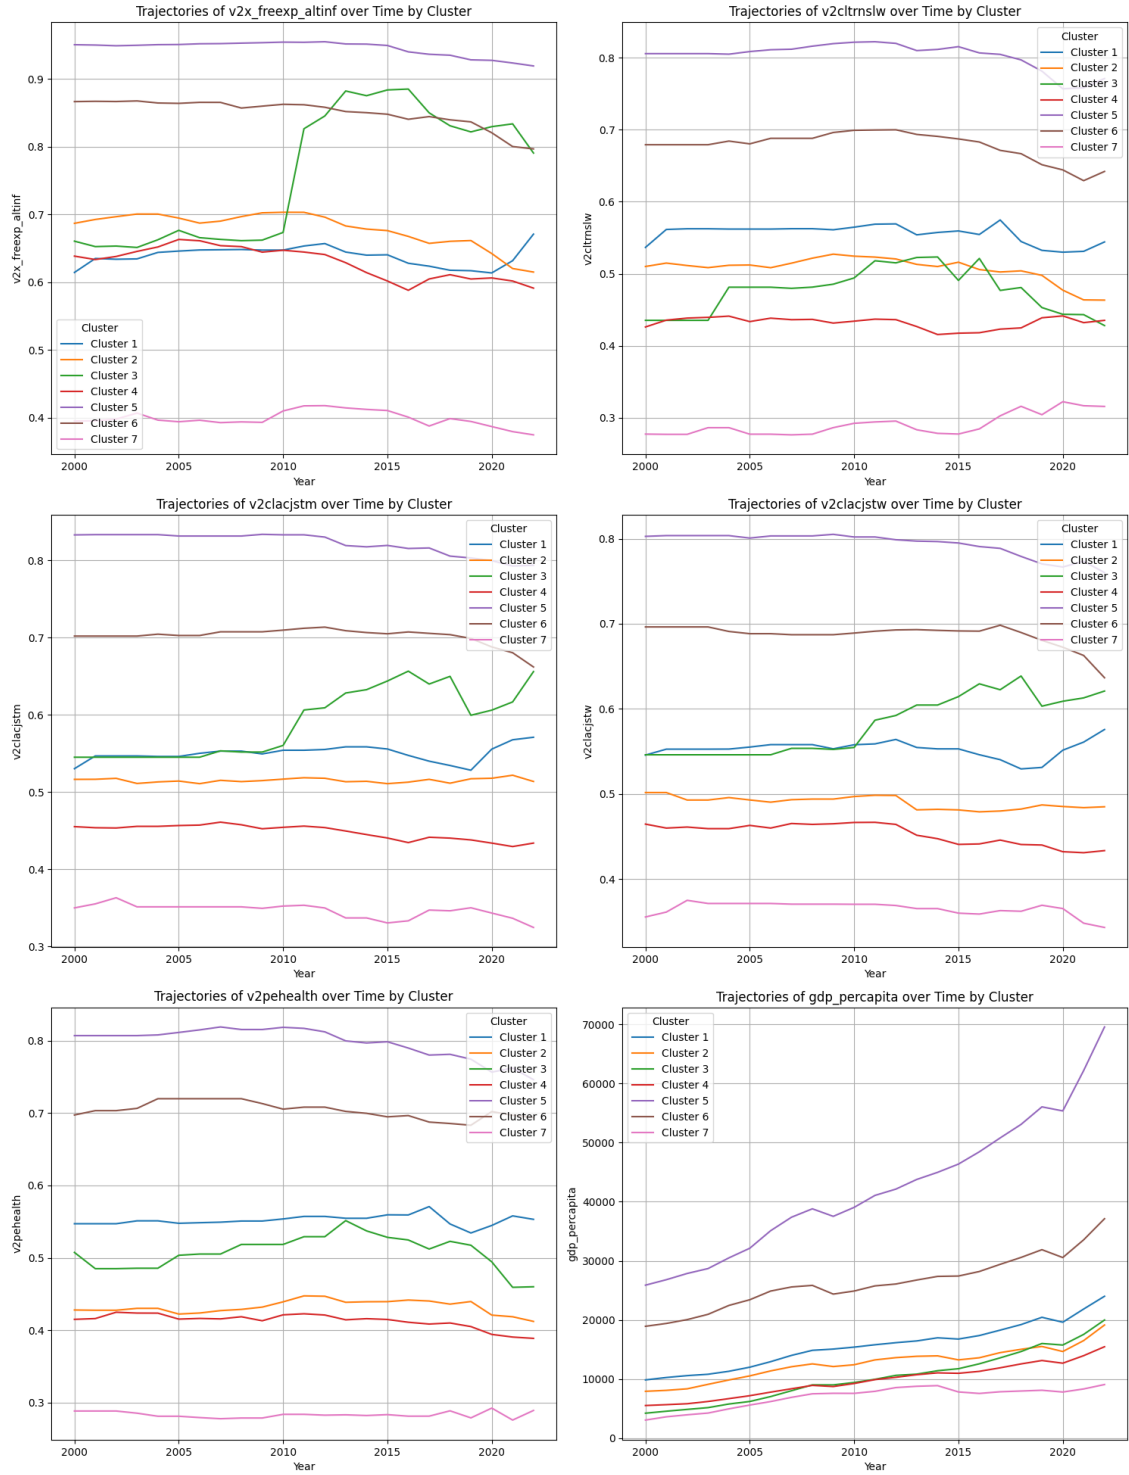 Trajectories of v2x_freexp_altinf over Time by Cluster
v2x_freexp_altinf
0.9
0.8
0.7
0.6
0.5
0.4
Cluster
Cluster 1
Cluster 2
Cluster 3
Cluster 4
Cluster 5
Cluster 6
Cluster 7
2000 2005 2010 2015 2020
Year
Trajectories of v2cltrnslw over Time by Cluster
v2cltrnslw
0.8
0.7
0.6
0.5
0.4
0.3
Cluster
Cluster 1
Cluster 2
Cluster 3
Cluster 4
Cluster 5
Cluster 6
Cluster 7
2000 2005 2010 2015 2020
Year
Trajectories of v2clacjstm over Time by Cluster
v2clacjstm
0.8
0.7
0.6
0.5
0.4
0.3
Cluster
Cluster 1
Cluster 2
Cluster 3
Cluster 4
Cluster 5
Cluster 6
Cluster 7
2000 2005 2010 2015 2020
Year
Trajectories of v2clacjstw over Time by Cluster
v2clacjstw
0.8
0.7
0.6
0.5
0.4
Cluster
Cluster 1
Cluster 2
Cluster 3
Cluster 4
Cluster 5
Cluster 6
Cluster 7
2000 2005 2010 2015 2020
Year
Trajectories of v2pehealth over Time by Cluster
v2pehealth
0.8
0.7
0.6
0.5
0.4
0.3
Cluster
Cluster 1
Cluster 2
Cluster 3
Cluster 4
Cluster 5
Cluster 6
Cluster 7
2000 2005 2010 2015 2020
Year
Trajectories of gdp_percapita over Time by Cluster
gdp_percapita
70000
60000
50000
40000
30000
20000
10000
0
Cluster
Cluster 1
Cluster 2
Cluster 3
Cluster 4
Cluster 5
Cluster 6
Cluster 7
2000 2005 2010 2015 2020
Year